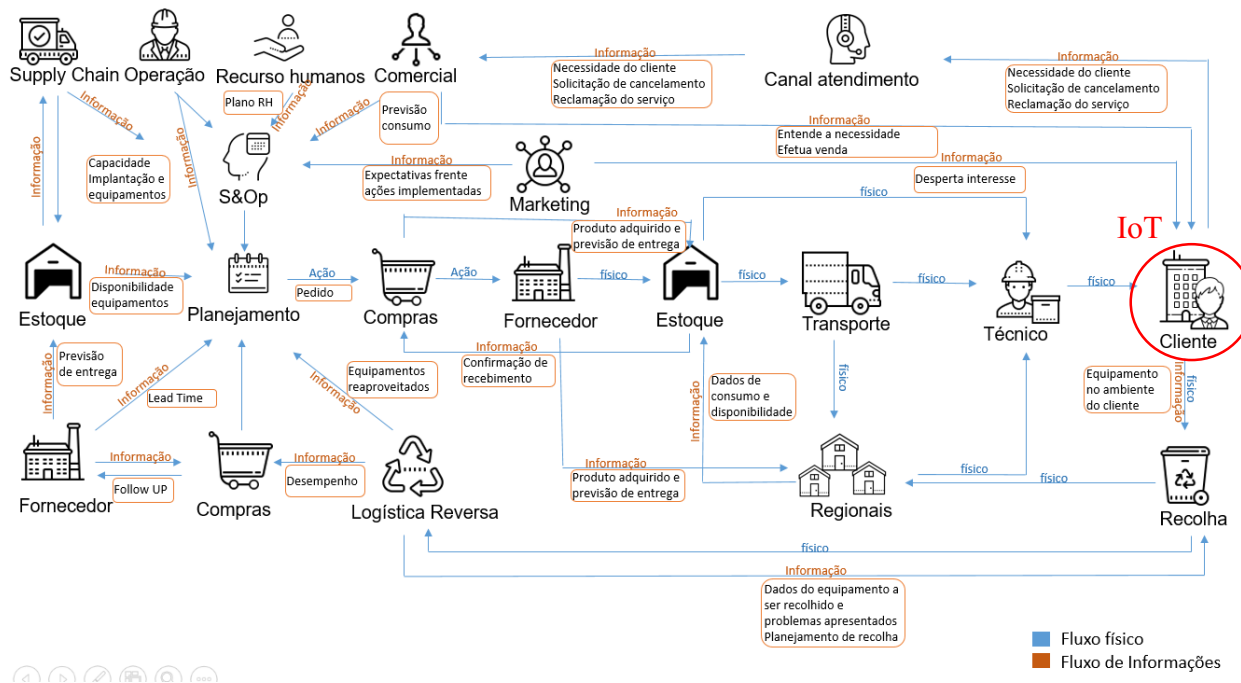 Supply Chain
Operação
Recurso humanos
Comercial
Canal atendimento
Informação
Necessidade do cliente
Solicitação de cancelamento
Reclamação do serviço
Informação
Necessidade do cliente
Solicitação de cancelamento
Reclamação do serviço
Informação
Plano RH
Informação
Informação
Previsão
consumo
Informação
Entende a necessidade
Efetua venda
Informação
Informação
Capacidade
Implantação e
equipamentos
S&Op
Informação
Expectativas frente
ações implementadas
Marketing
Informação
Desperta interesse
físico
Informação
Produto adquirido e
previsão de entrega
IoT
Estoque
Informação
Disponibilidade
equipamentos
Planejamento
Ação
Pedido
Compras
Ação
Fornecedor
físico
Estoque
físico
Transporte
físico
Técnico
físico
Cliente
Informação
Previsão
de entrega
Informação
Lead Time
Informação
Equipamentos
reaproveitados
Informação
Confirmação de
recebimento
Informação
Dados de
consumo e
disponibilidade
físico
Equipamento
no ambiente
do cliente
Informação
físico
Fornecedor
Informação
Follow UP
Compras
Informação
Desempenho
Logística Reversa
Informação
Produto adquirido e
previsão de entrega
Regionais
físico
físico
Recolha
físico
Informação
Dados do equipamento a
ser recolhido e
problemas apresentados
Planejamento de recolha
Fluxo físico
Fluxo de Informações